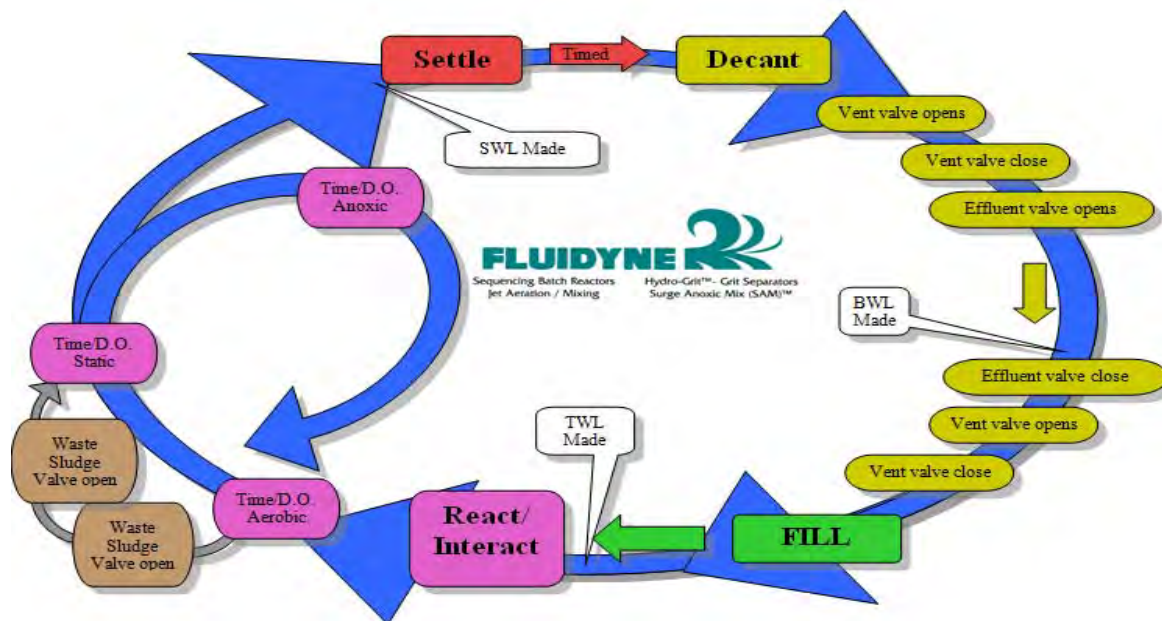 Settle
Timed
Decant
Vent valve opens
Vent valve close
Effluent valve opens
SWL Made
Time/D.O.
Anoxic
FLUIDYNE
Sequencing Batch Reactors
Jet Aeration / Mixing
Hydro-Grit™- Grit Separators
Surge Anoxic Mix (SAM)™
BWL
Made
Time/D.O.
Static
Effluent valve close
Vent valve opens
Vent valve close
TWL
Made
Waste
Sludge
Valve open
Waste
Sludge
Valve open
Time/D.O.
Aerobic
React/
Interact
FILL